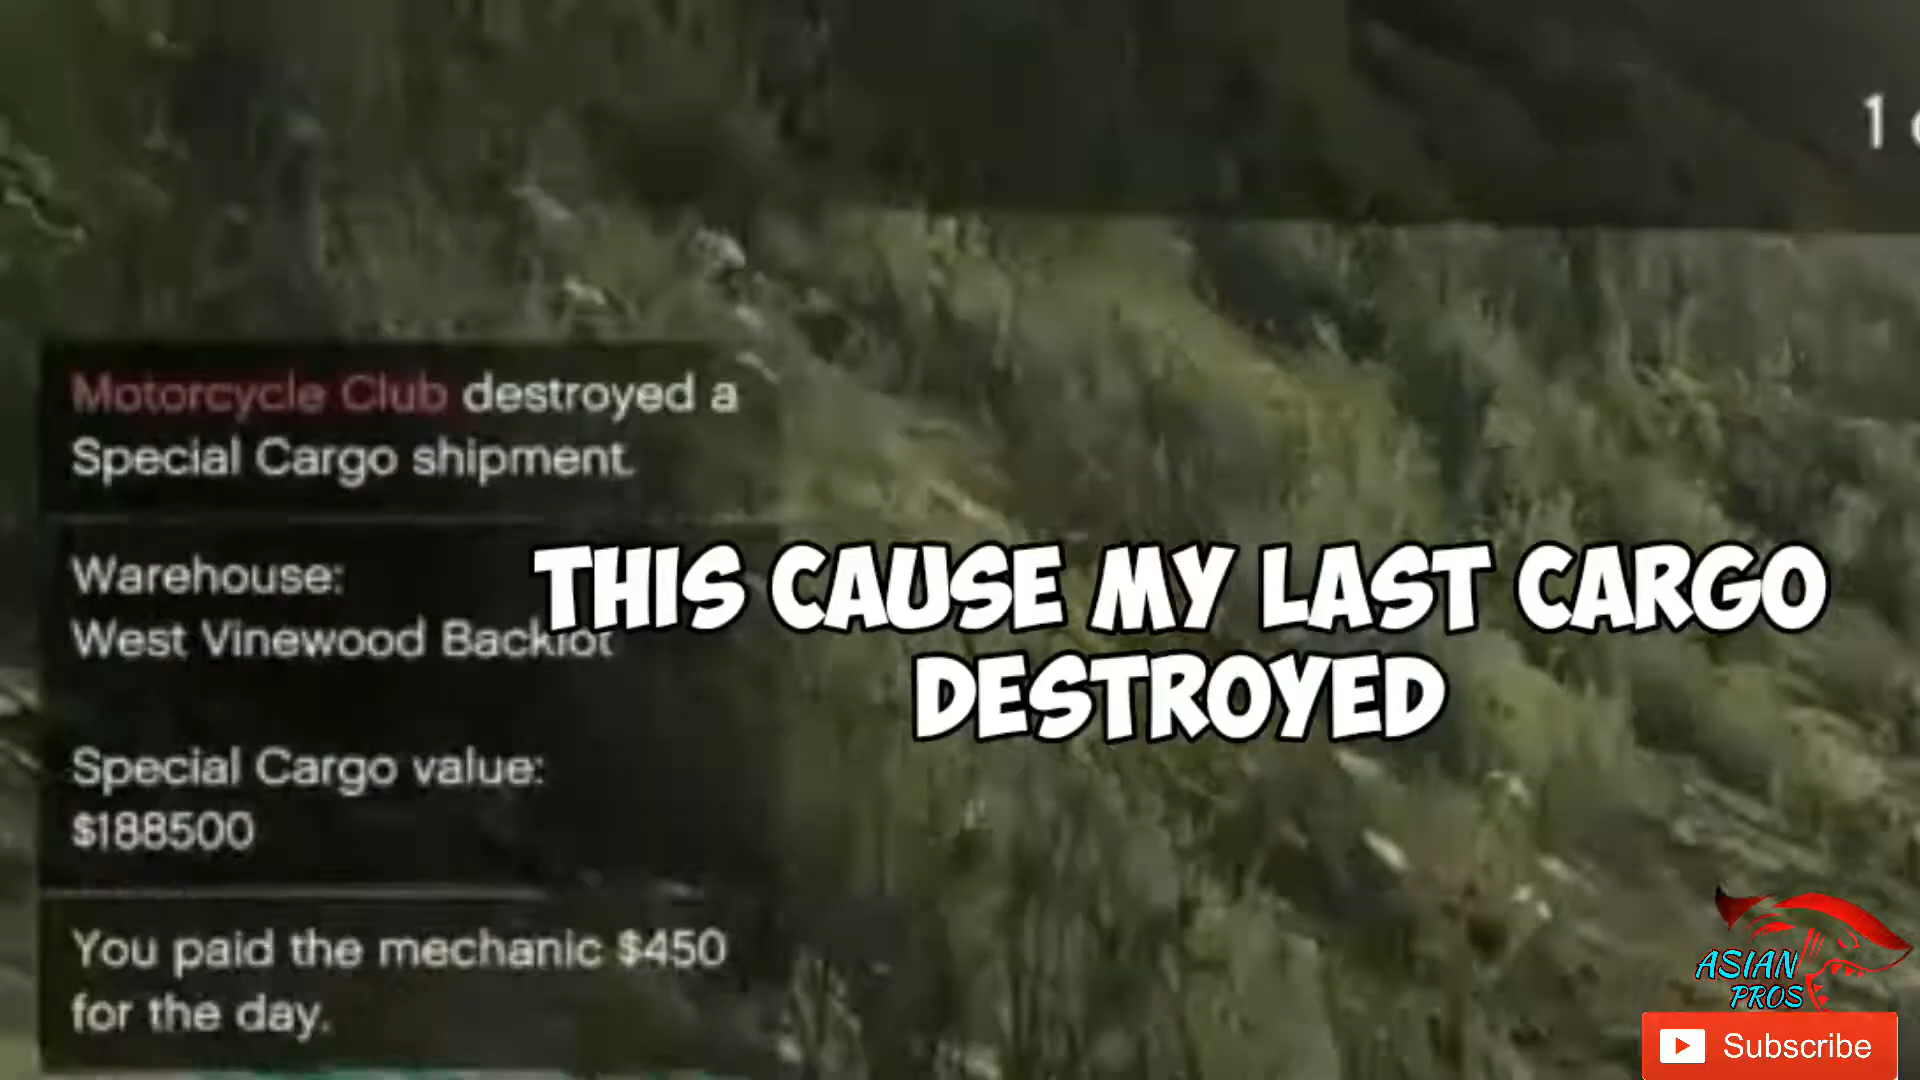 1
Motorcycle Club destroyed a
Special Cargo shipment.
Warehouse:
West Vinewood Backlot
THIS CAUSE MY LAST CARGO
DESTROYED
Special Cargo value:
$188500
You paid the mechanic $450
for the day.
ASIAN
PROS
Subscribe